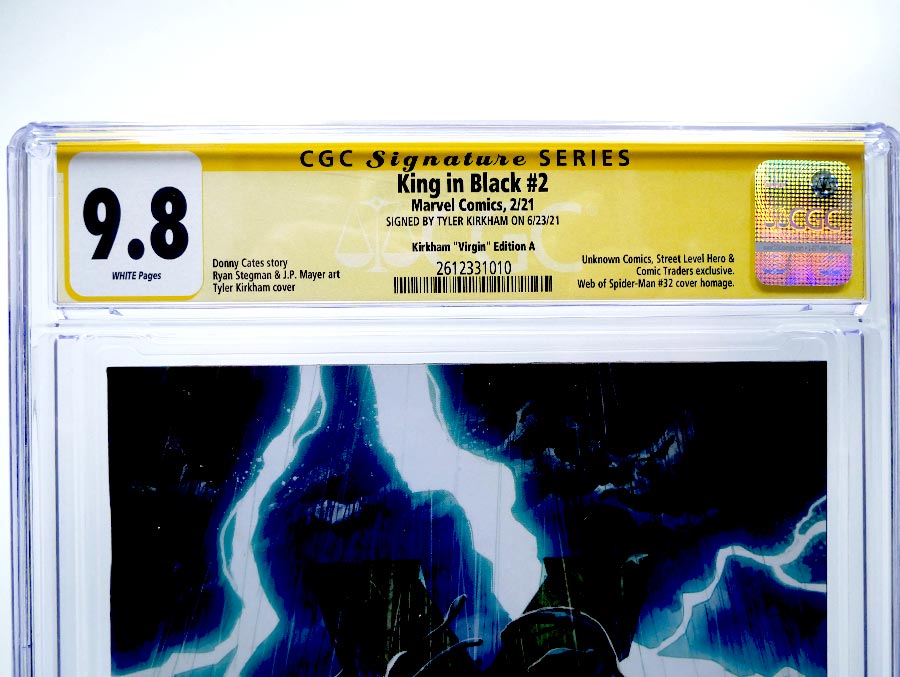 CGC Signature SERIES
9.8
WHITE Pages
King in Black #2
Marvel Comics, 2/21
SIGNED BY TYLER KIRKHAM ON 6/23/21
Kirkham "Virgin" Edition A
2612331010
Donny Cates story
Ryan Stegman & J.P. Mayer art
Tyler Kirkham cover
Unknown Comics, Street Level Hero &
Comic Traders exclusive.
Web of Spider-Man #32 cover homage.
CGC
CGC